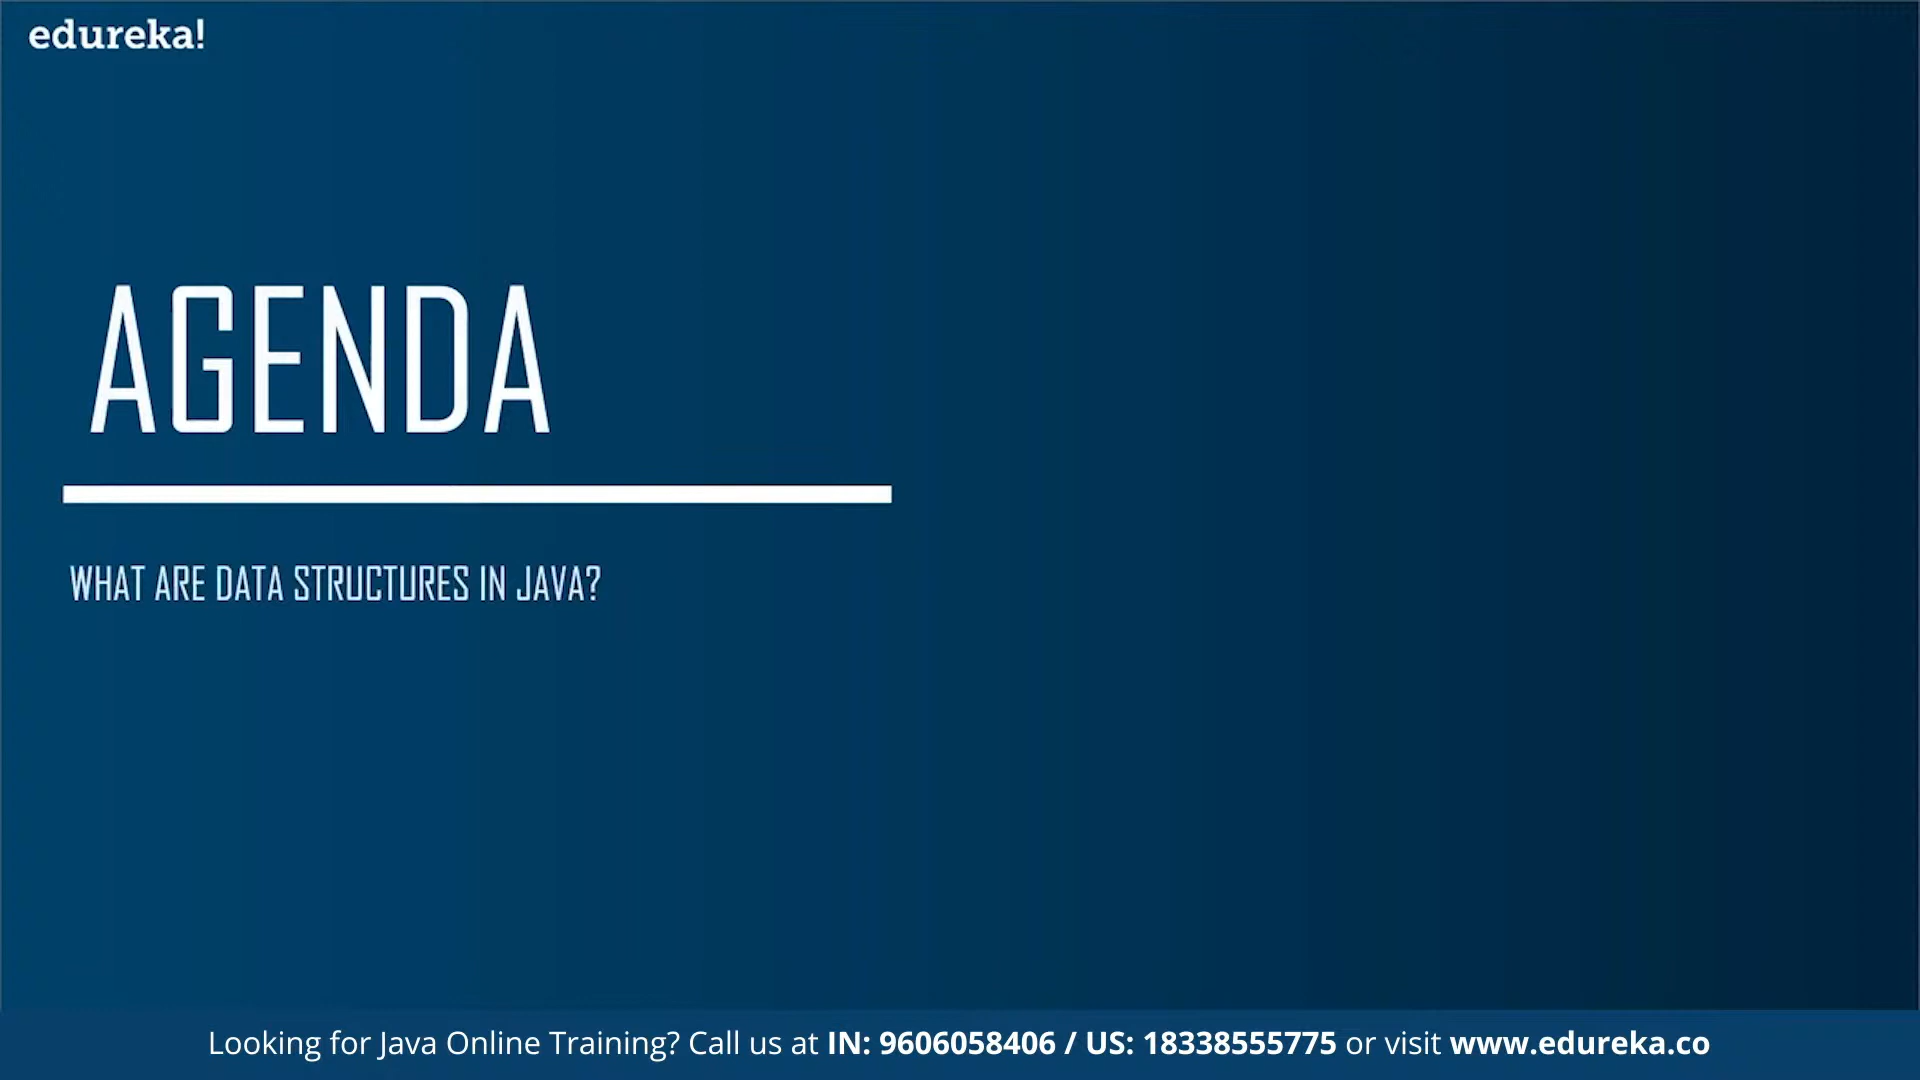 edureka!
AGENDA
WHAT ARE DATA STRUCTURES IN JAVA?
Looking for Java Online Training? Call us at IN: 9606058406 / US: 18338555775 or visit www.edureka.co